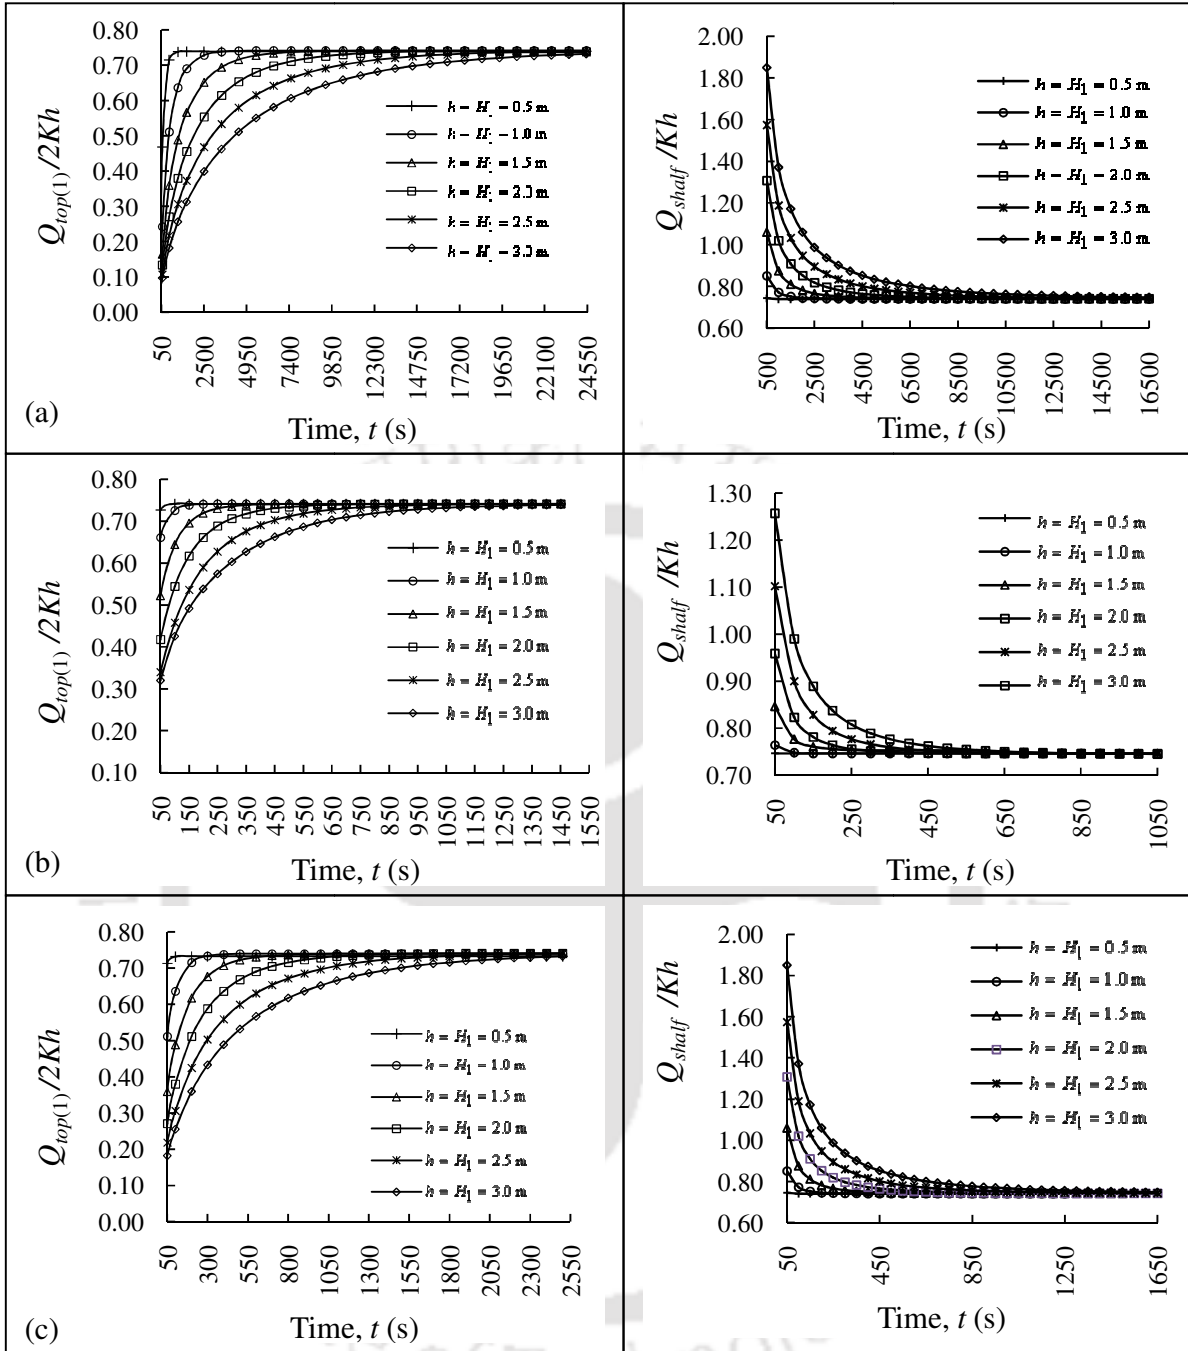 0.80
0.70
0.60
0.50
0.40
0.30
0.20
0.10
0.00
Q_top(1)/2Kh
h − H − 0.5 m
h − H − 1.0 m
h − H − 1.5 m
h − H − 2.0 m
h − H − 2.5 m
h − H − 3.0 m
50 2500 4950 7400 9850 12300 14750 17200 19650 22100 24550
Time, t (s)
(a)
2.00
1.80
1.60
1.40
1.20
1.00
0.80
0.60
Q_shalf /Kh
h = H1 = 0.5 m
h = H1 = 1.0 m
h = H1 = 1.5 m
h − H1 − 2.0 m
h = H1 = 2.5 m
h = H1 = 3.0 m
500 2500 4500 6500 8500 10500 12500 14500 16500
Time, t (s)
0.80
0.70
0.60
0.50
0.40
0.30
0.20
0.10
Q_top(1) /2Kh
h = H1 = 0.5 m
h = H1 = 1.0 m
h = H1 = 1.5 m
h = H1 = 2.0 m
h = H1 = 2.5 m
h = H1 = 3.0 m
50 150 250 350 450 550 650 750 850 950 1050 1150 1250 1350 1450 1550
Time, t (s)
(b)
1.30
1.20
1.10
1.00
0.90
0.80
0.70
Q_shalf /Kh
h = H1 = 0.5 m
h = H1 = 1.0 m
h = H1 = 1.5 m
h = H1 = 2.0 m
h = H1 = 2.5 m
h = H1 = 3.0 m
50 250 450 650 850 1050
Time, t (s)
0.80
0.70
0.60
0.50
0.40
0.30
0.20
0.10
0.00
Q_top(1)/2Kh
h = H1 = 0.5 m
h = H1 = 1.0 m
h = H1 = 1.5 m
h = H1 = 2.0 m
h = H1 = 2.5 m
h = H1 = 3.0 m
50 300 550 800 1050 1300 1550 1800 2050 2300 2550
Time, t (s)
(c)
2.00
1.80
1.60
1.40
1.20
1.00
0.80
0.60
Q_shalf /Kh
h = H1 = 0.5 m
h = H1 = 1.0 m
h = H1 = 1.5 m
h = H1 = 2.0 m
h = H1 = 2.5 m
h = H1 = 3.0 m
50 450 850 1250 1650
Time, t (s)